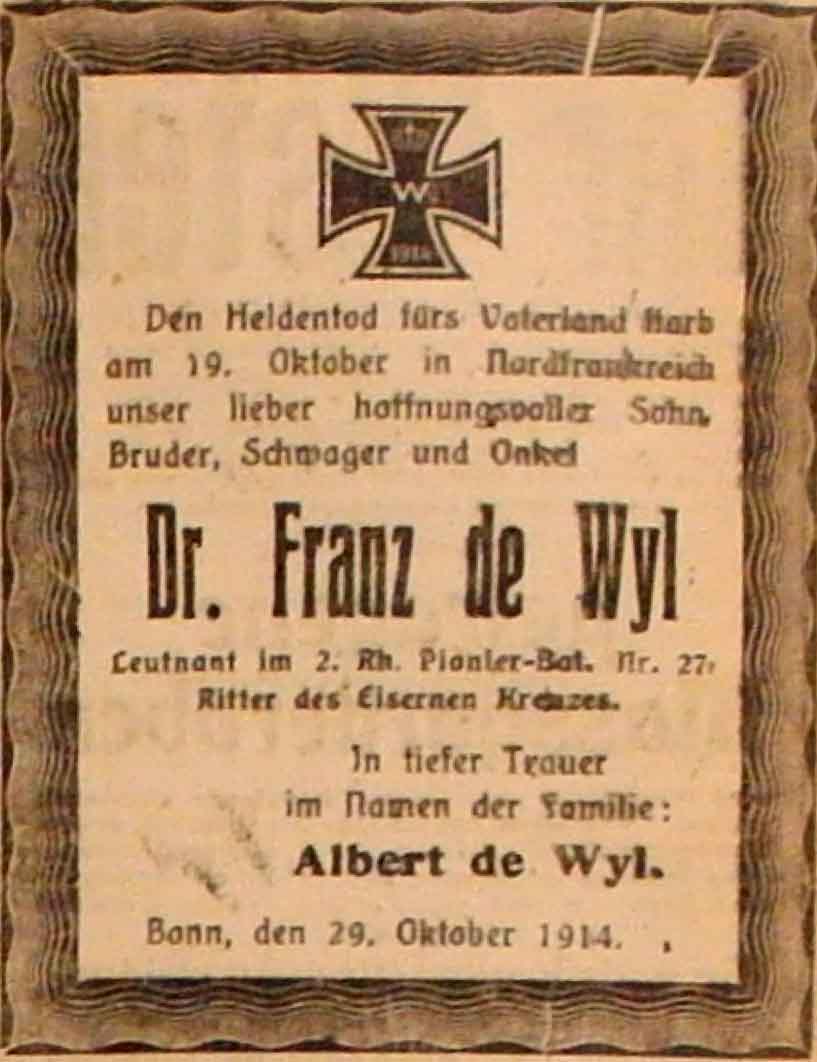 W
1914
Den Heldentod fürs Vaterland starb
am 19. Oktober in Nordfrankreich
unser lieber hoffnungsvoller Sohn,
Bruder, Schwager und Onkel
Dr. Franz de Wyl
Leutnant im 2. Rh. Pionier-Bat. Nr. 27,
Ritter des Eisernen Kreuzes.
In tiefer Trauer
im Namen der Familie:
Albert de Wyl.
Bonn, den 29. Oktober 1914.